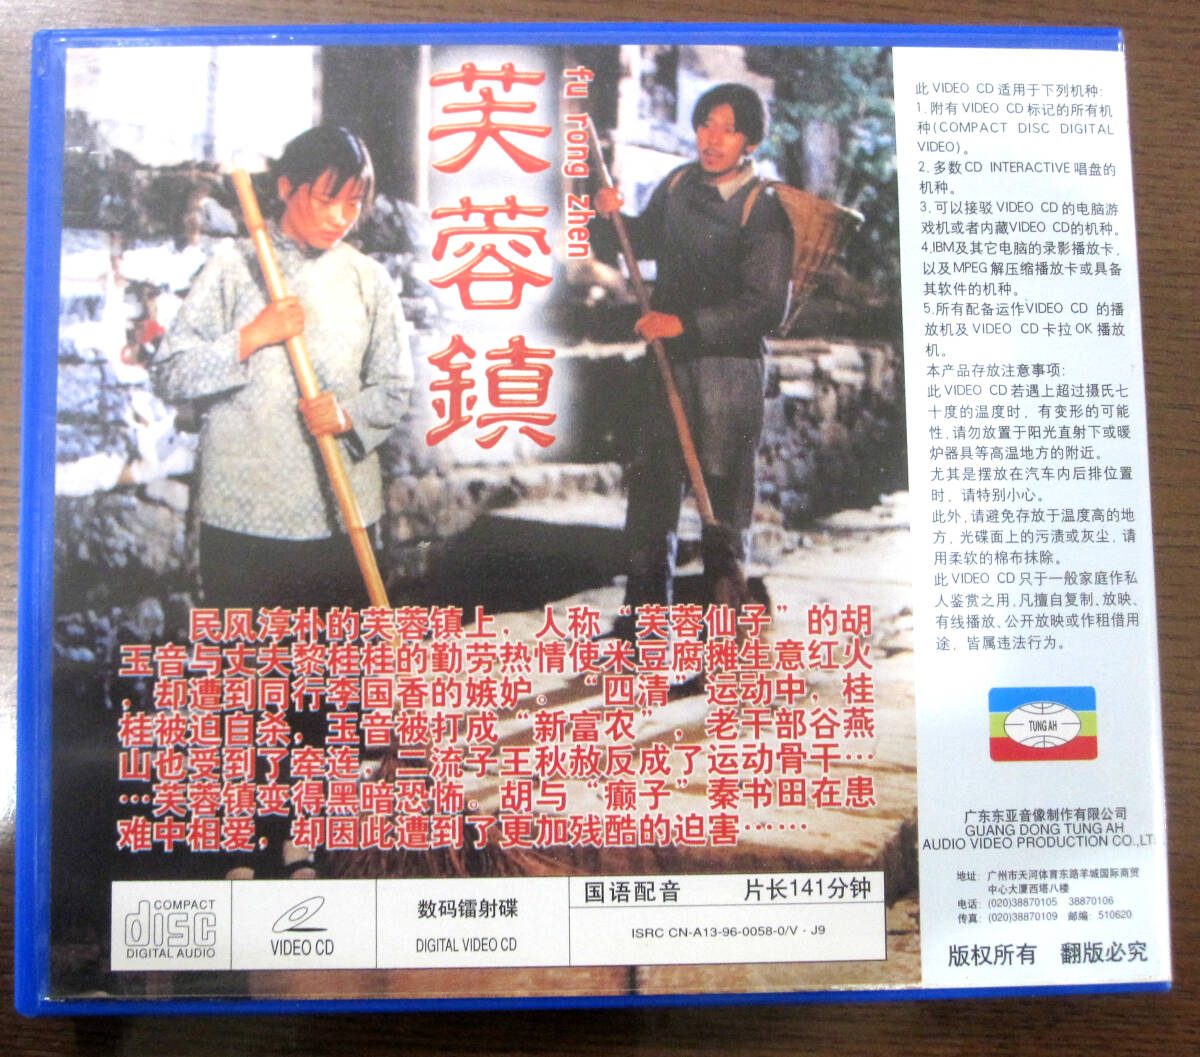 芙蓉鎮
fu rong zhen
民风淳朴的芙蓉镇上，人称“芙蓉仙子”的胡
玉音与丈夫黎桂桂的勤劳热情使米豆腐摊生意红火
，却遭到同行李国香的嫉妒。“四清”运动中，桂
桂被迫自杀，玉音被打成“新富农”，老干部谷燕
山也受到了牵连，二流子王秋赦反成了运动骨干…
…芙蓉镇变得黑暗恐怖。胡与“癫子”秦书田在患
难中相爱，却因此遭到了更加残酷的迫害……
COMPACT
disc
DIGITAL AUDIO
VIDEO CD
数码镭射碟
DIGITAL VIDEO CD
国语配音 片长141分钟
ISRC CN-A13-96-0058-0/V·J9
此VIDEO CD适用于下列机种:
1.附有VIDEO CD标记的所有机
种(COMPACT DISC DIGITAL
VIDEO)。
2.多数CD INTERACTIVE唱盘的
机种。
3.可以接驳VIDEO CD的电脑游
戏机或者内藏VIDEO CD的机种。
4.IBM及其它电脑的录影播放卡,
以及MPEG解压缩播放卡或具备
其软件的机种。
5.所有配备运作VIDEO CD 的播
放机及VIDEO CD卡拉OK播放
机。
本产品存放注意事项:
此VIDEO CD若遇上超过摄氏七
十度的温度时,有变形的可能
性,请勿放置于阳光直射下或暖
炉器具等高温地方的附近。
尤其是摆放在汽车内后排位置
时,请特别小心。
此外,请避免存放于温度高的地
方,光碟面上的污渍或灰尘,请
用柔软的棉布抹除。
此VIDEO CD只于一般家庭作私
人鉴赏之用,凡擅自复制、放映、
有线播放、公开放映或作租借用
途,皆属违法行为。
TUNG AH
广东东亚音像制作有限公司
GUANG DONG TUNG AH
AUDIO VIDEO PRODUCTION CO.,LT
地址: 广州市天河体育东路羊城国际商贸
中心大厦西塔八楼
电话: (020)38870105 38870106
传真: (020)38870109 邮编: 510620
版权所有 翻版必究